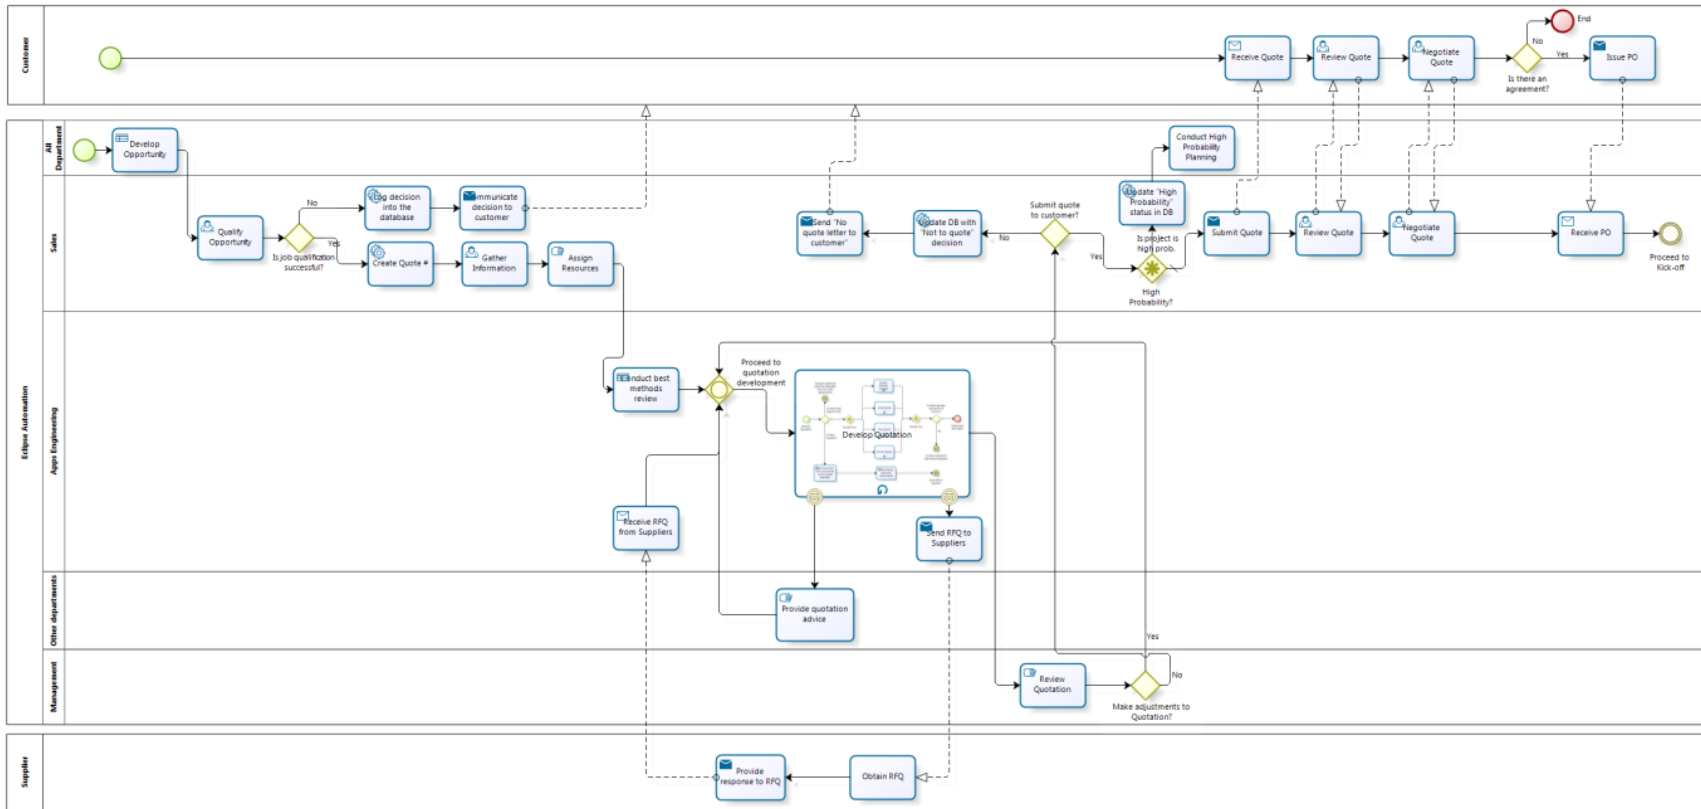 Customer
End
No
Receive Quote
Review Quote
Negotiate
Quote
Yes
Issue PO
Is there an
agreement?
Eclipse Automation
All
Department
Develop
Opportunity
Conduct High
Probability
Planning
Sales
No
Log decision
into the
database
mmunicate
decision to
customer
Qualify
Opportunity
Yes
Is job qualification
successful?
Create Quote #
Gather
Information
Assign
Resources
Send "No
quote letter to
customer"
Update DB with
"Not to quote"
decision
No
Submit quote
to customer?
Yes
Update "High
Probability"
status in DB
Is project is
high prob.
High
Probability?
Submit Quote
Review Quote
Negotiate
Quote
Receive PO
Proceed to
Kick-off
Apps Engineering
Conduct best
methods
review
Proceed to
quotation
development
Develop Quotation
Receive RFQ
from Suppliers
Send RFQ to
Suppliers
Other departments
Provide quotation
advice
Yes
Management
Review
Quotation
No
Make adjustments to
Quotation?
Supplier
Provide
response to RFQ
Obtain RFQ